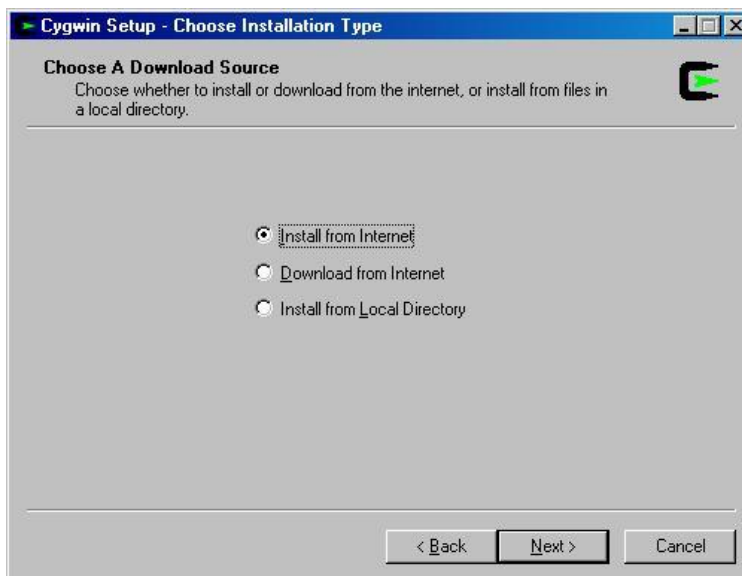 Cygwin Setup - Choose Installation Type
Choose A Download Source
Choose whether to install or download from the internet, or install from files in
a local directory.
Install from Internet
Download from Internet
Install from Local Directory
< Back Next > Cancel